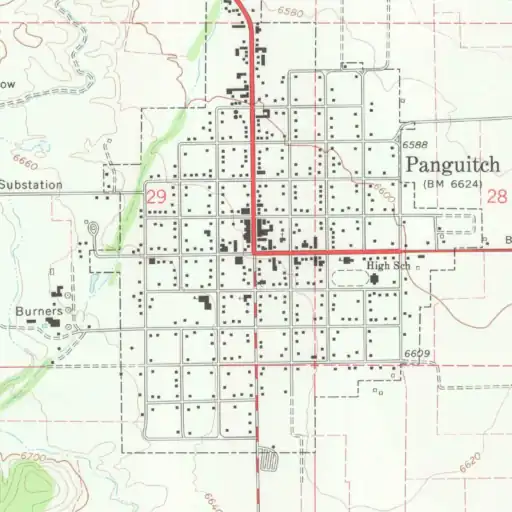 6580
ow
6588
Panguitch
(BM 6624)
6660
Substation
6600
29
28
B
High Sch
Burners
6609
6700
6620
6640